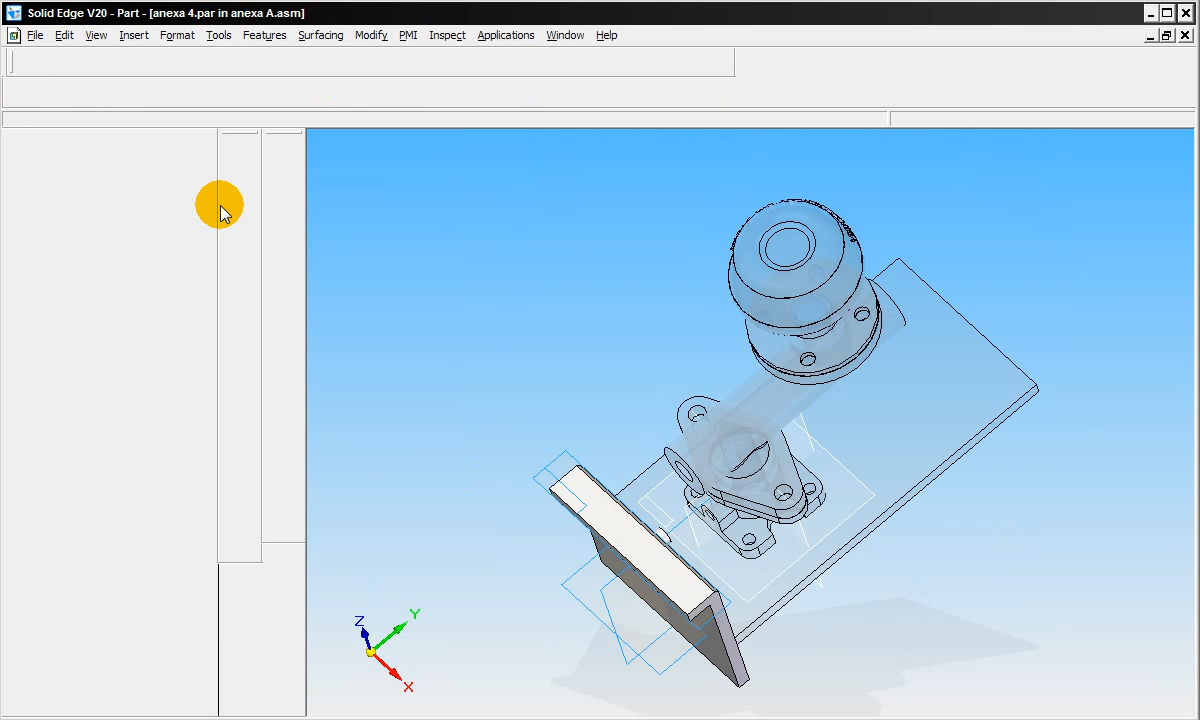 Solid Edge V20 - Part - [anexa 4.par in anexa A.asm]
File Edit View Insert Format Tools Features Surfacing Modify PMI Inspect Applications Window Help
Z
Y
X